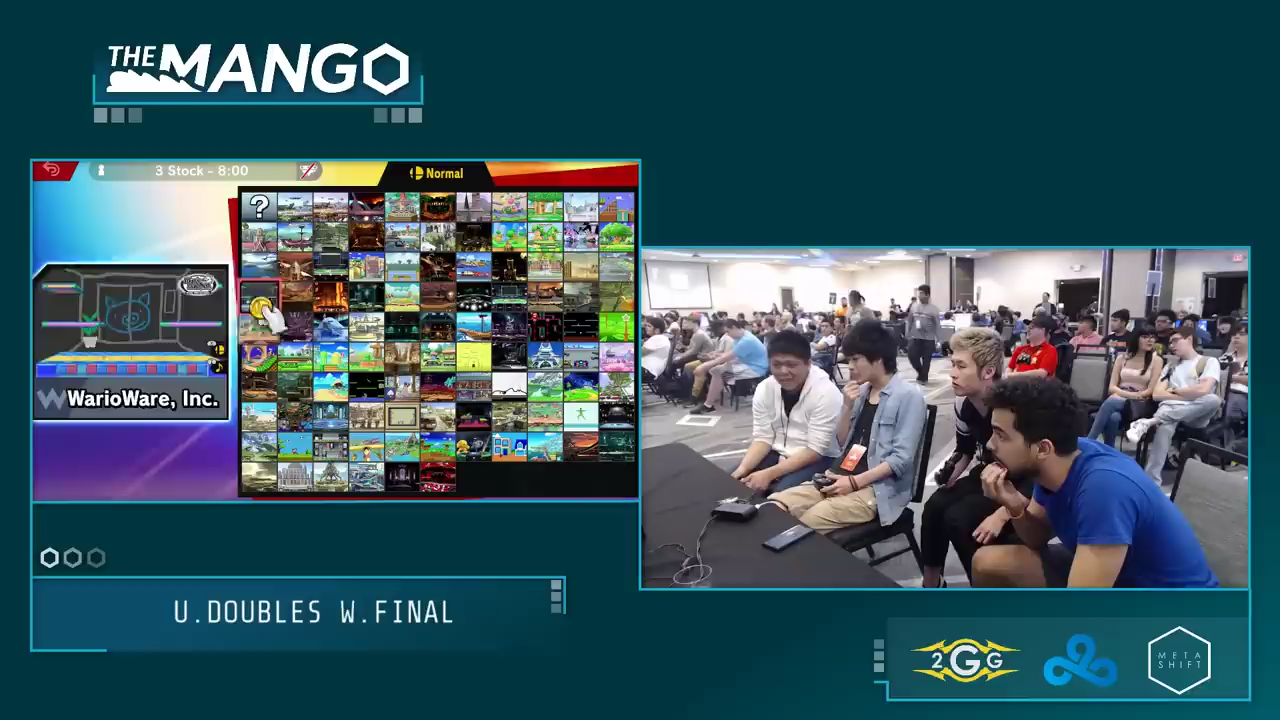 THE MANGO
3 Stock - 8:00
Normal
?
WarioWare, Inc.
U.DOUBLES W.FINAL
2GG
META
SHIFT